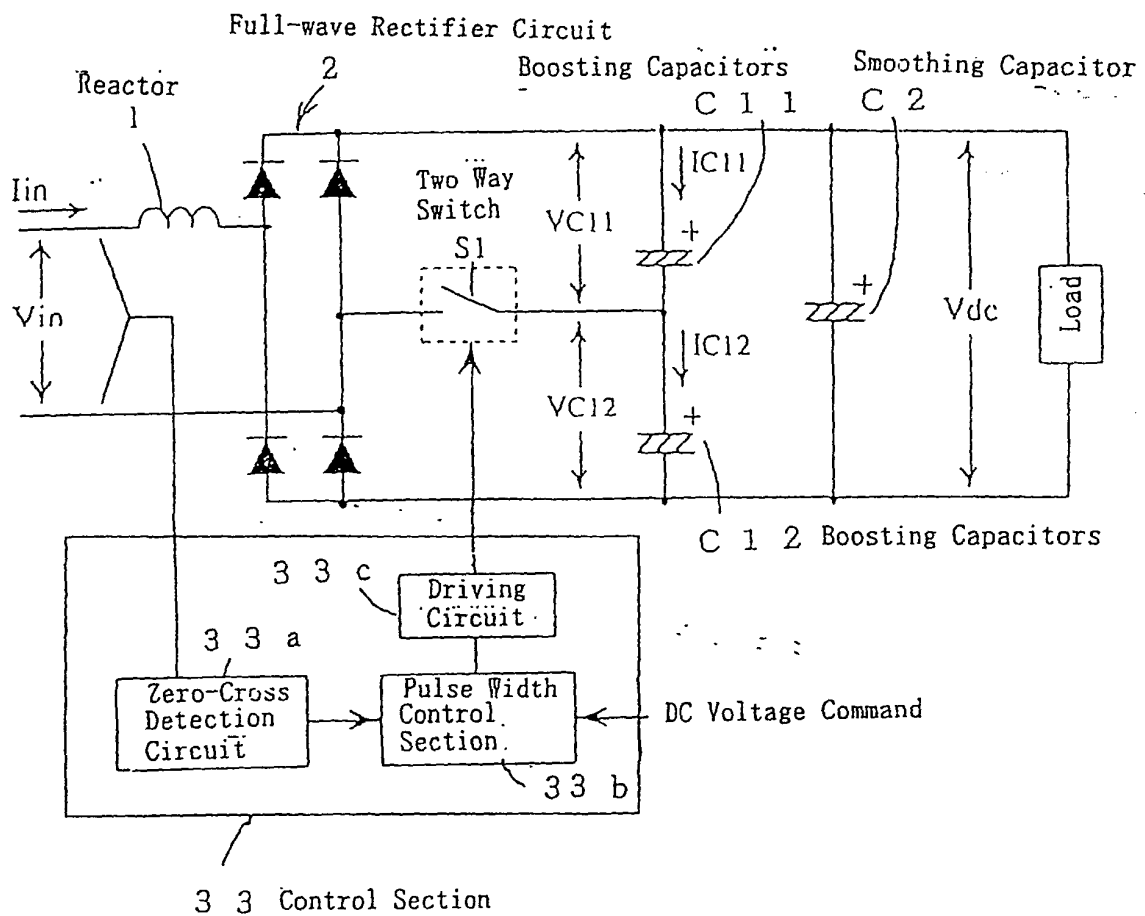 Full-wave Rectifier Circuit
2
Reactor
1
Boosting Capacitors
C 1 1
Smoothing Capacitor
C 2
Iin
Two Way
Switch
S1
VC11
IC11
+
Vin
+
Vdc
Load
IC12
VC12
+
C 1 2 Boosting Capacitors
3 3 c
Driving
Circuit
3 3 a
Zero-Cross
Detection
Circuit
Pulse Width
Control
Section
DC Voltage Command
3 3 b
3 3 Control Section